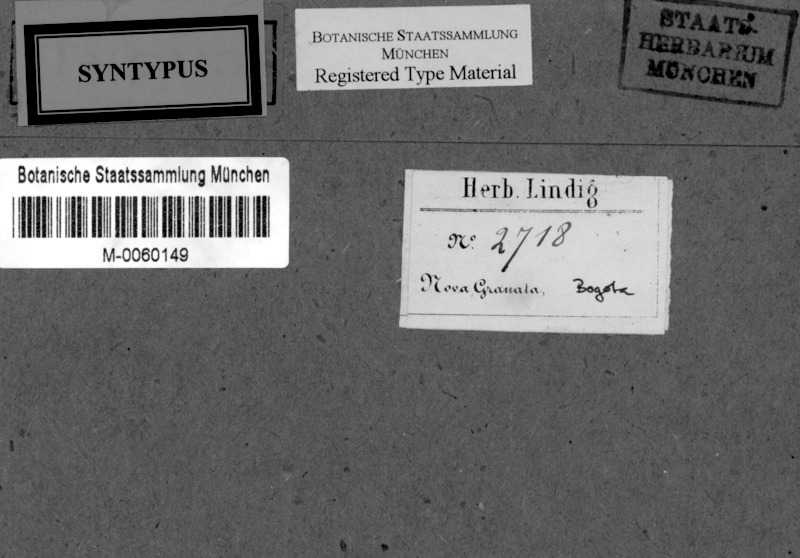 SYNTYPUS
BOTANISCHE STAATSSAMMLUNG
MÜNCHEN
Registered Type Material
STAATS-
HERBARIUM
MÜNCHEN
Botanische Staatssammlung München
M-0060149
Herb. Lindig
Nº. 2718
Nova Granata, Bogota